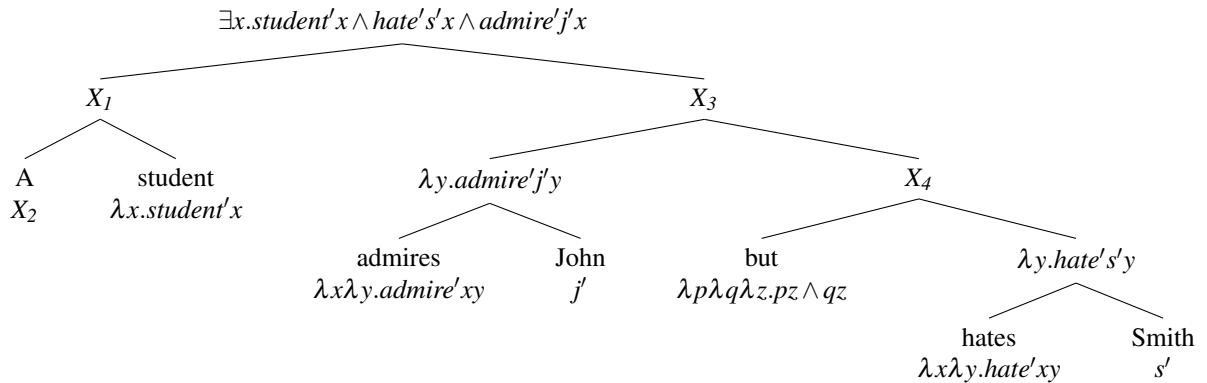 ∃x.student′x ∧ hate′s′x ∧ admire′j′x
X₁ X₃
A student λy.admire′j′y X₄
X₂ λx.student′x
admires John but λy.hate′s′y
λxλy.admire′xy j′ λpλqλz.pz ∧ qz
hates Smith
λxλy.hate′xy s′